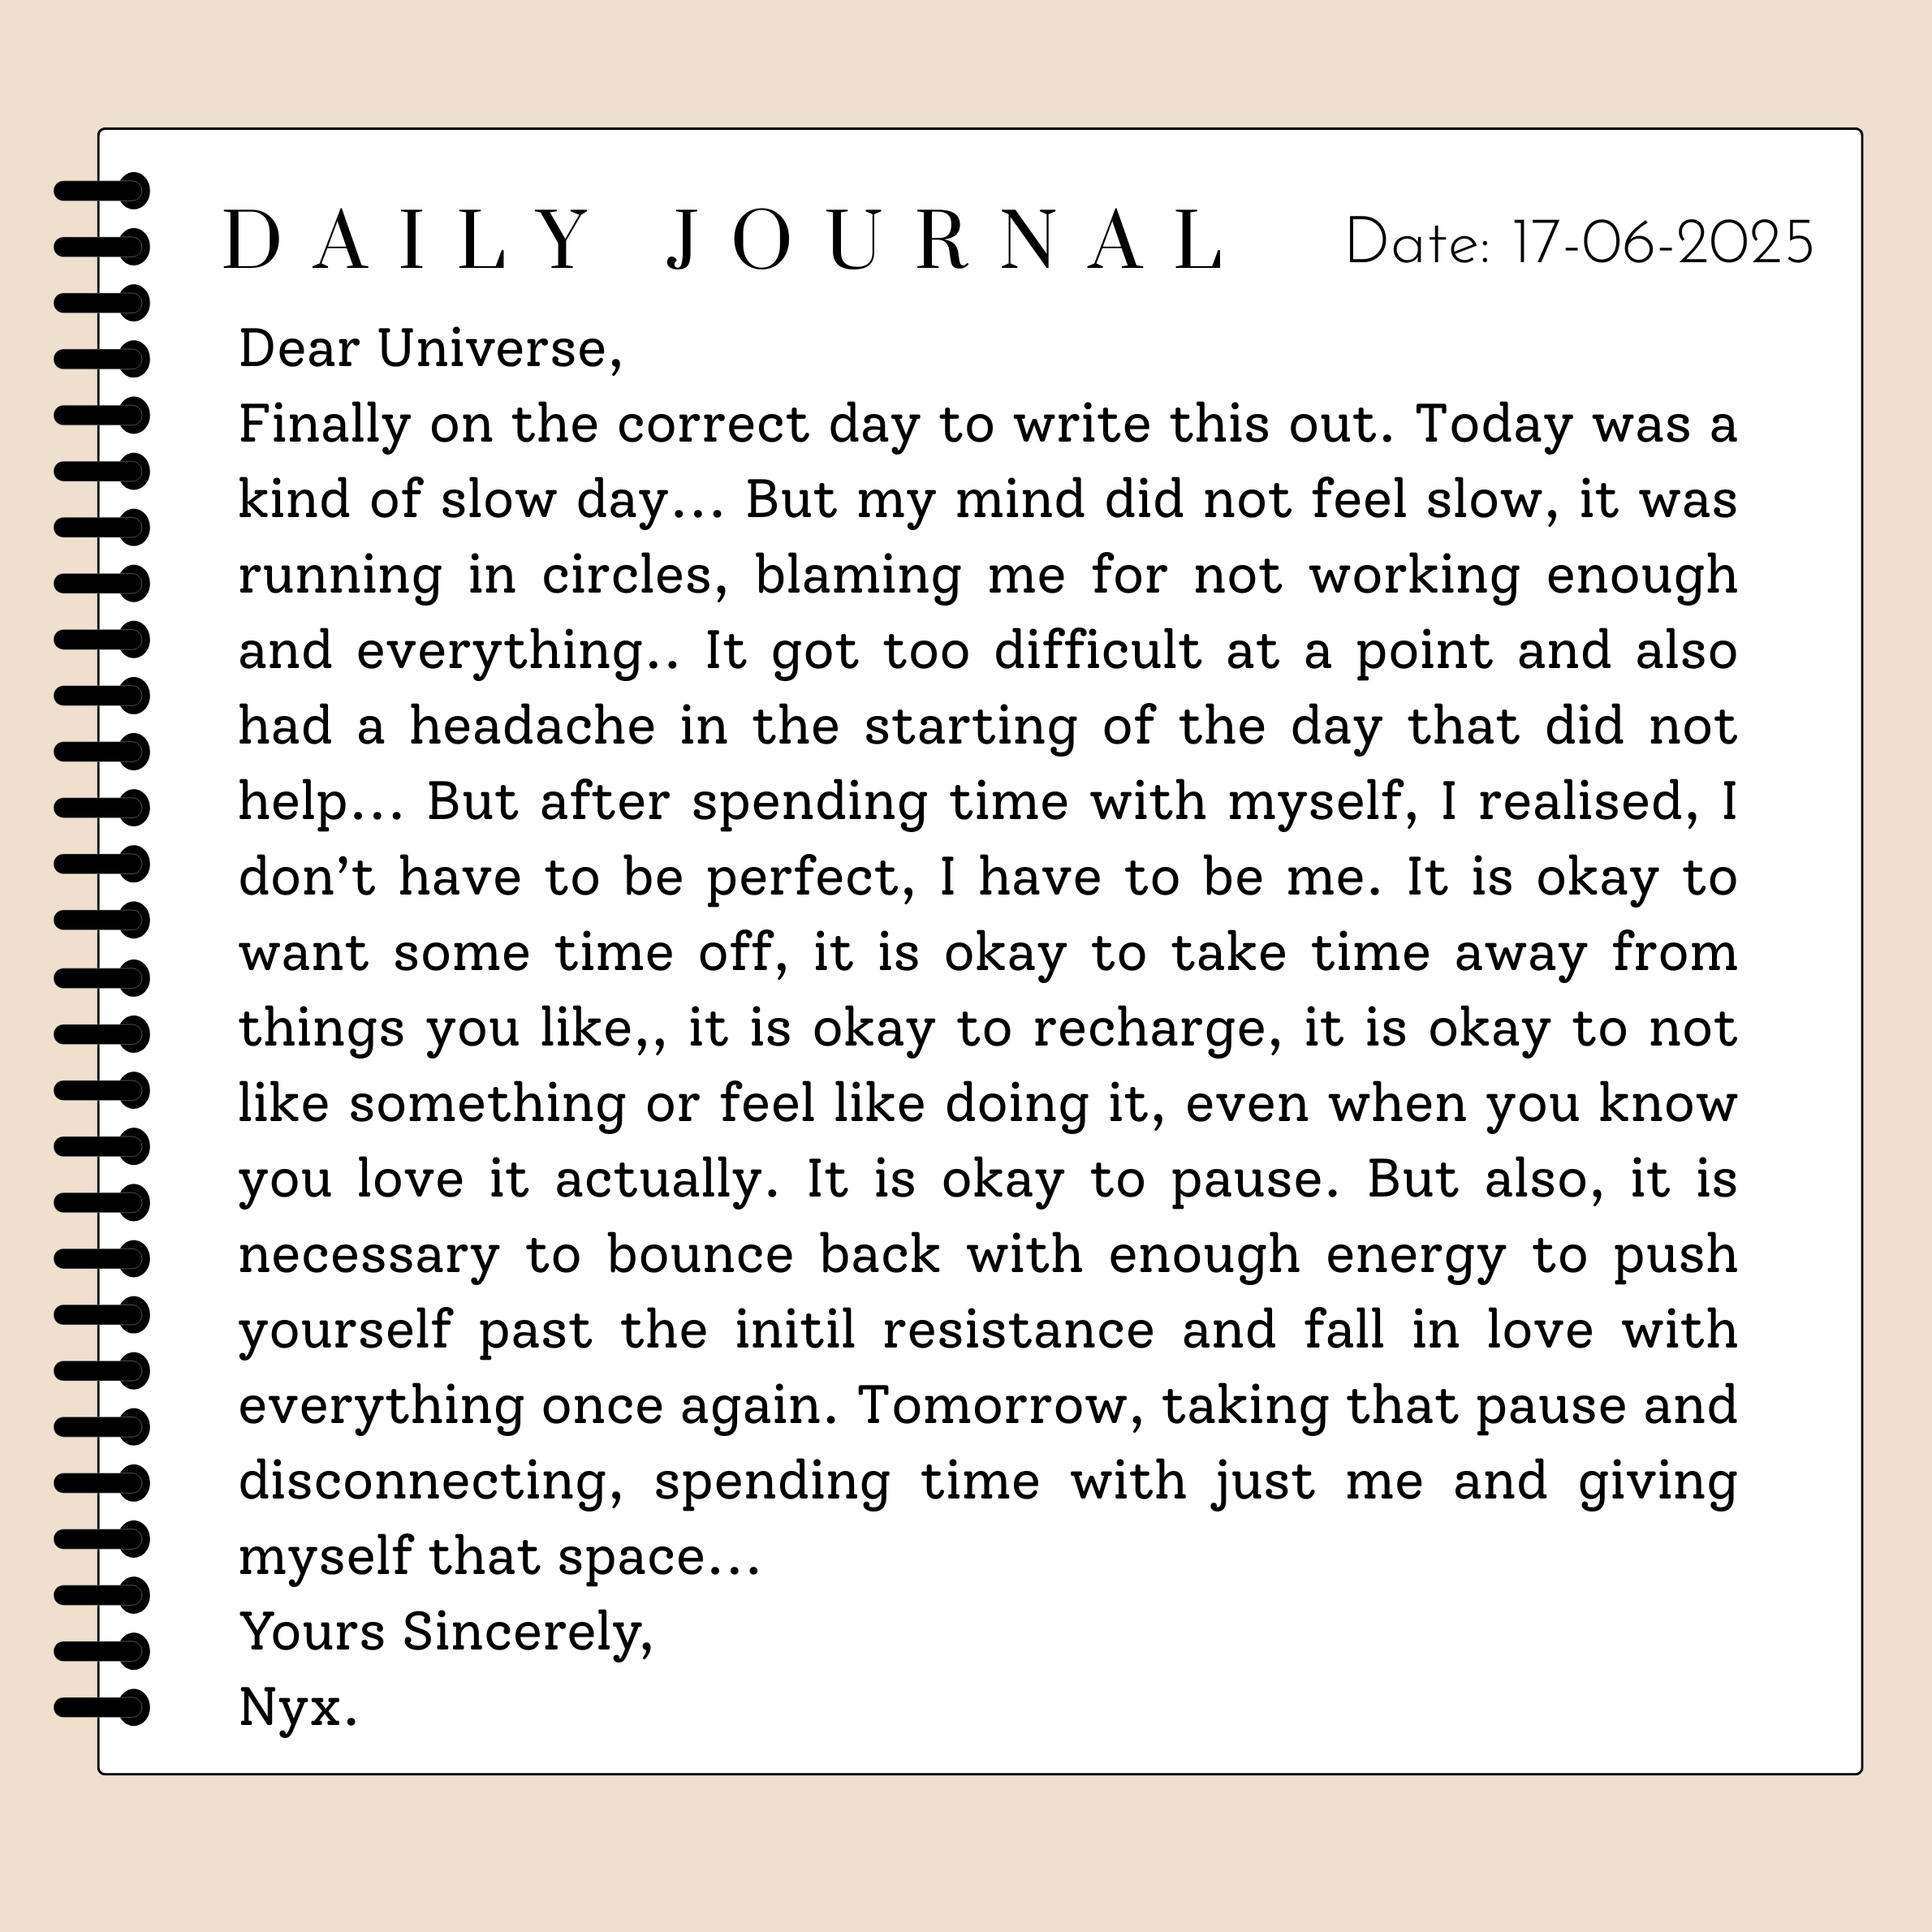 DAILY JOURNAL
Date: 17-06-2025
Dear Universe,
Finally on the correct day to write this out. Today was a
kind of slow day... But my mind did not feel slow, it was
running in circles, blaming me for not working enough
and everything.. It got too difficult at a point and also
had a headache in the starting of the day that did not
help... But after spending time with myself, I realised, I
don’t have to be perfect, I have to be me. It is okay to
want some time off, it is okay to take time away from
things you like,, it is okay to recharge, it is okay to not
like something or feel like doing it, even when you know
you love it actually. It is okay to pause. But also, it is
necessary to bounce back with enough energy to push
yourself past the initil resistance and fall in love with
everything once again. Tomorrow, taking that pause and
disconnecting, spending time with just me and giving
myself that space...
Yours Sincerely,
Nyx.